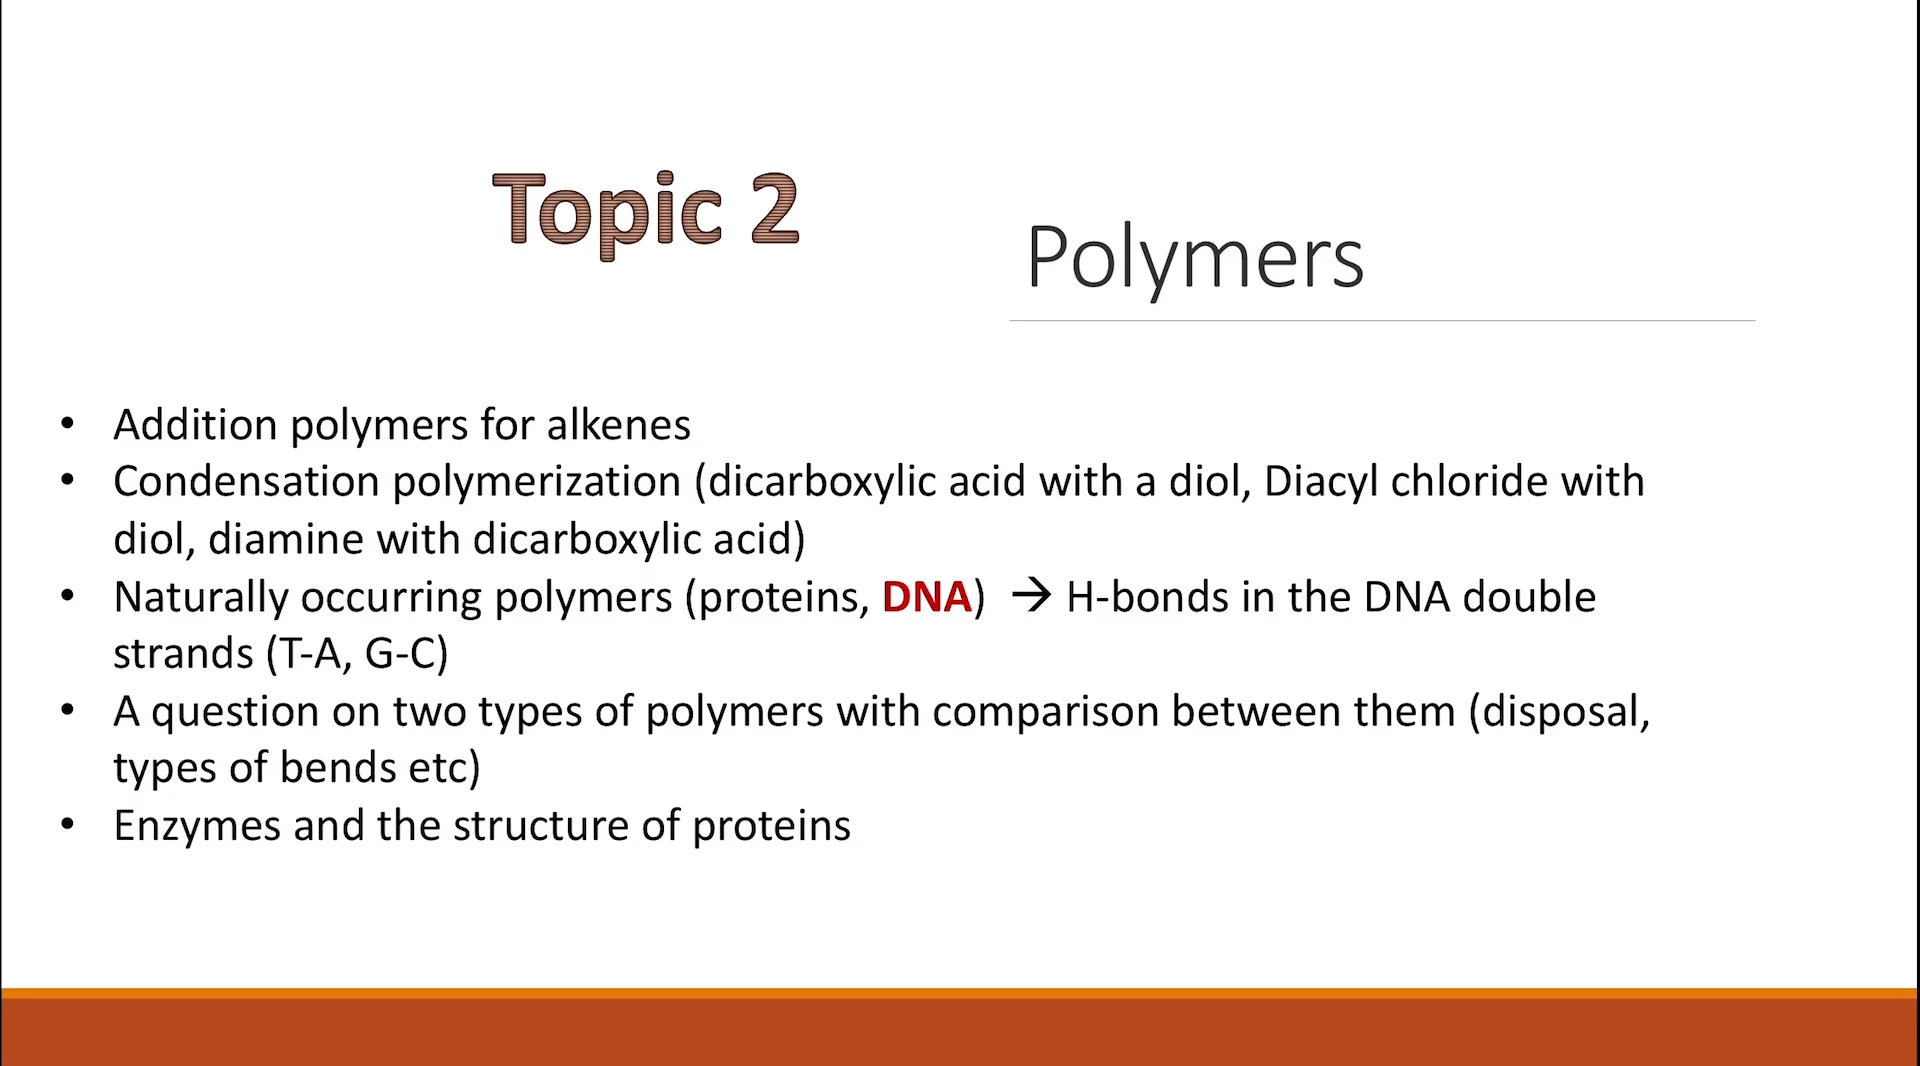 Topic 2
Polymers
• Addition polymers for alkenes
• Condensation polymerization (dicarboxylic acid with a diol, Diacyl chloride with
diol, diamine with dicarboxylic acid)
• Naturally occurring polymers (proteins, DNA) → H-bonds in the DNA double
strands (T-A, G-C)
• A question on two types of polymers with comparison between them (disposal,
types of bends etc)
• Enzymes and the structure of proteins